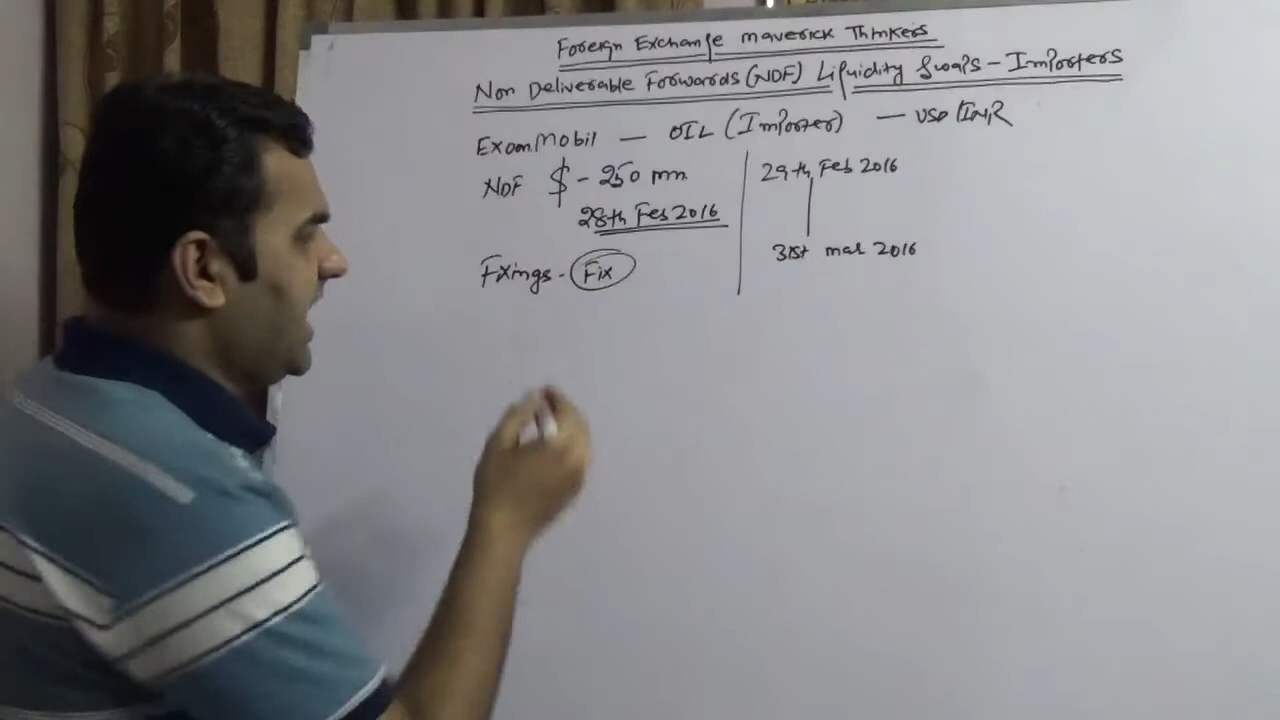 Foreign Exchange maverick Thinkers
Non Deliverable Forwards (NDF) Liquidity Swaps - Importers
ExxonMobil — OIL (Importer) — USD/INR
NDF $ - 250 mn
28th Feb 2016
Fixings - Fix
29th Feb 2016
31st mar 2016